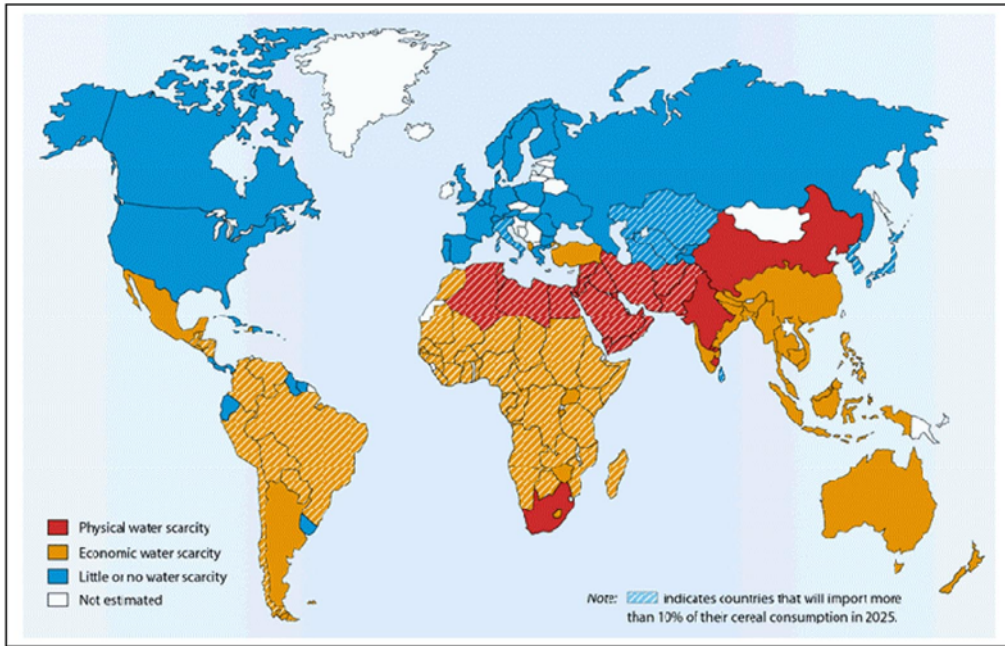 Physical water scarcity
Economic water scarcity
Little or no water scarcity
Not estimated
Note: indicates countries that will import more
than 10% of their cereal consumption in 2025.